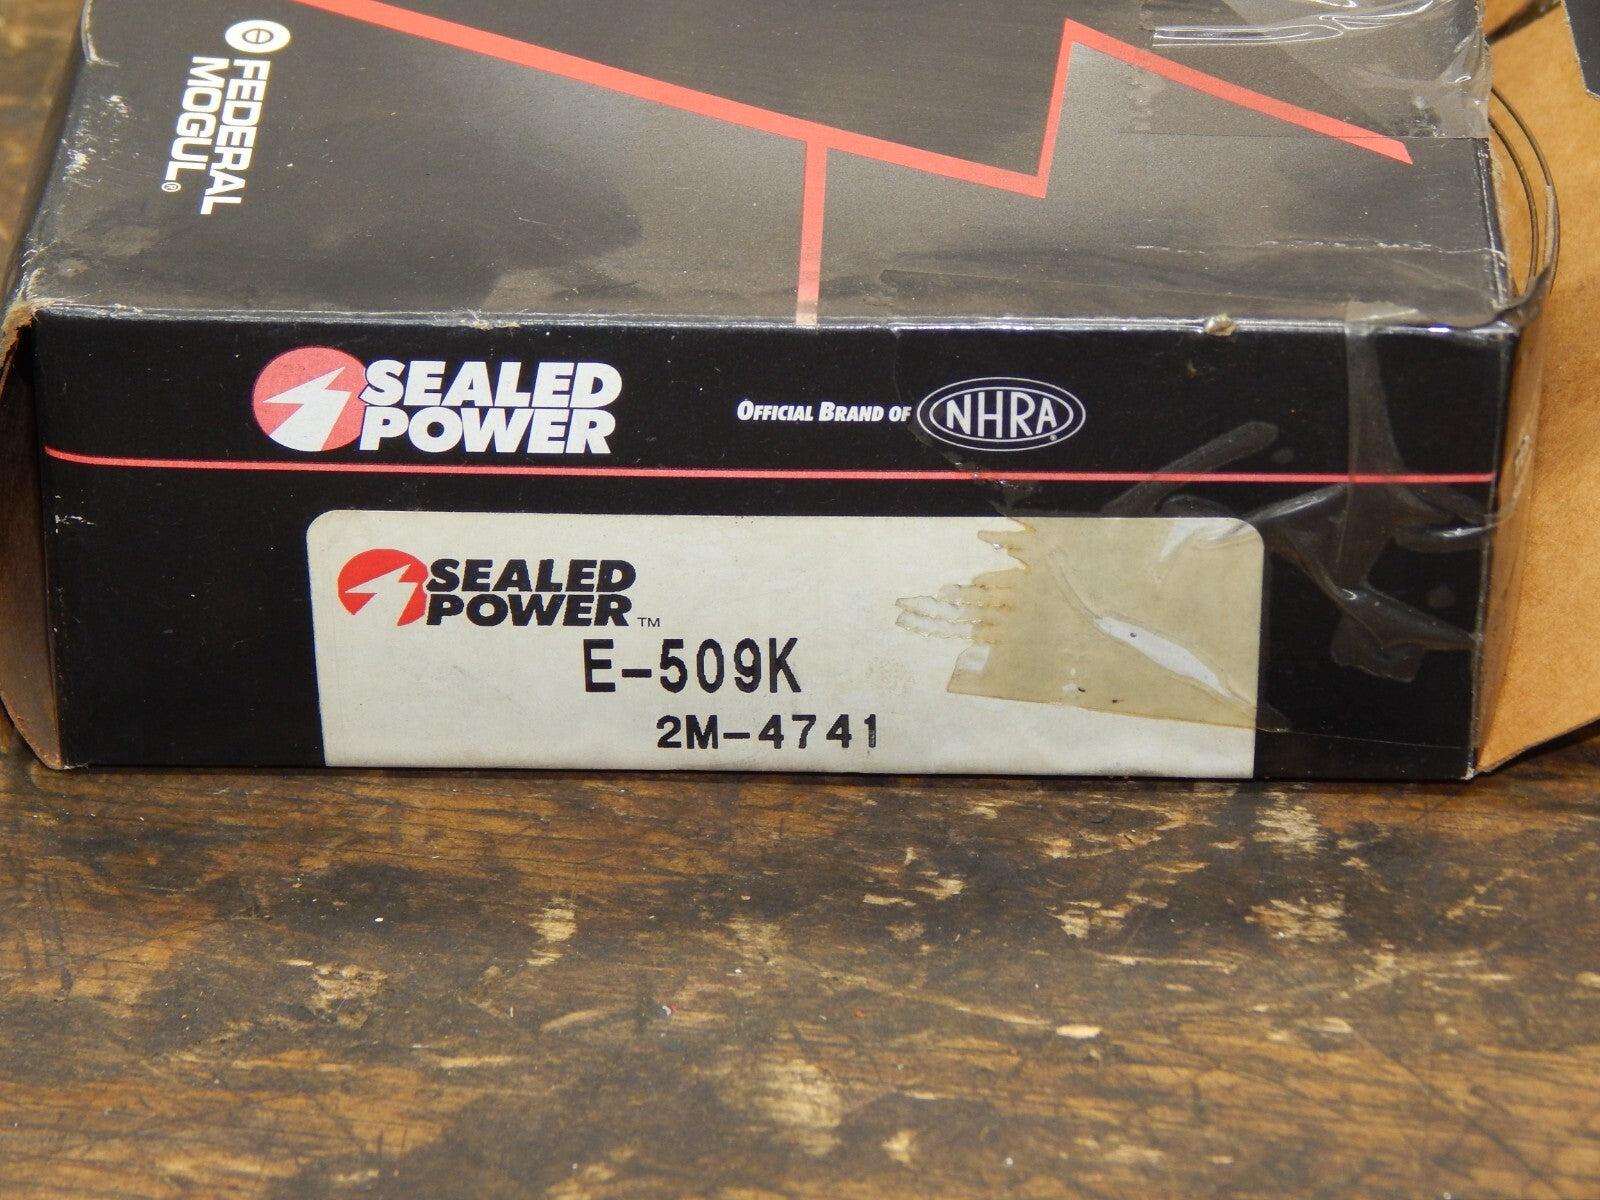 e FEDERAL
MOGUL®
SEALED
POWER
OFFICIAL BRAND OF NHRA®
SEALED
POWER™
E-509K
2M-4741